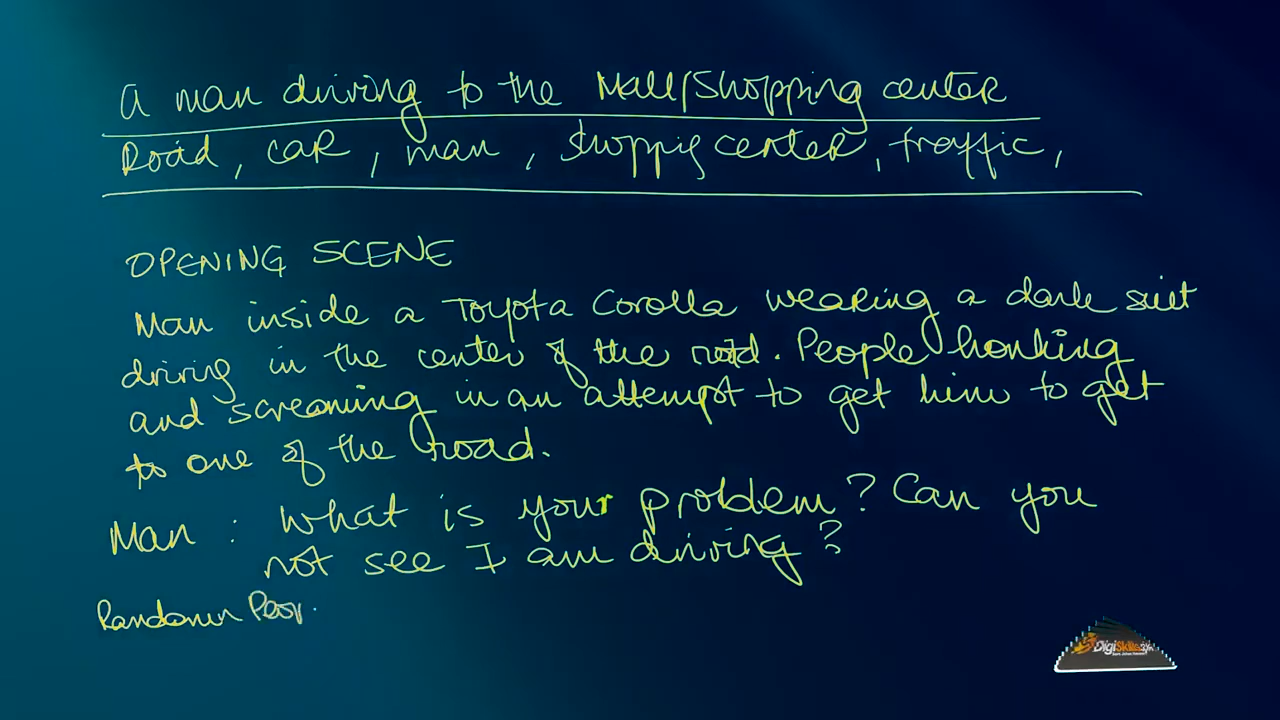 A man driving to the Mall/Shopping center
Road, car, man, shoppig center, traffic,
OPENING SCENE
Man inside a Toyota Corolla wearing a dark suit
driving in the center of the road. People honking
and screaming in an attempt to get him to get
to one of the road.
Man : What is your problem? Can you
not see I am driving?
Random
DigiSkills